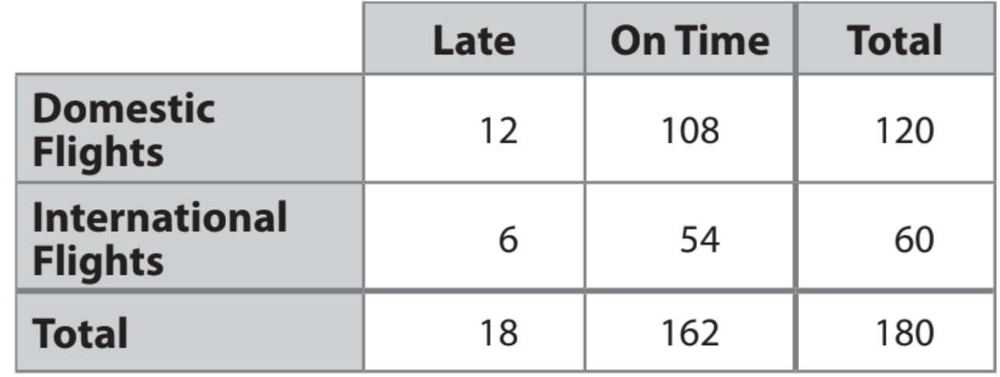 Late On Time Total
Domestic
Flights
12 108 120
International
Flights
6 54 60
Total 18 162 180